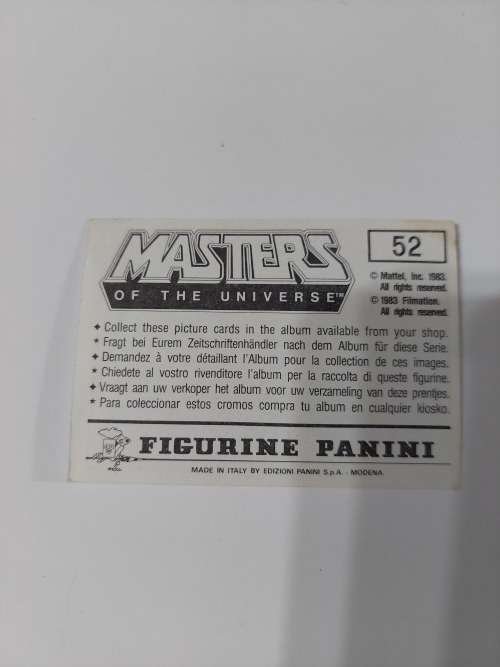 MASTERS
OF THE UNIVERSE™
52
© Mattel, Inc. 1983.
All rights reserved.
© 1983 Filmation.
All rights reserved.
✦ Collect these picture cards in the album available from your shop.
* Fragt bei Eurem Zeitschriftenhändler nach dem Album für diese Serie.
✦ Demandez à votre détaillant l'Album pour la collection de ces images.
* Chiedete al vostro rivenditore l'album per la raccolta di queste figurine.
✦ Vraagt aan uw verkoper het album voor uw verzameling van deze prentjes.
* Para coleccionar estos cromos compra tu album en cualquier kiosko.
FIGURINE PANINI
MADE IN ITALY BY EDIZIONI PANINI S.p.A. - MODENA.